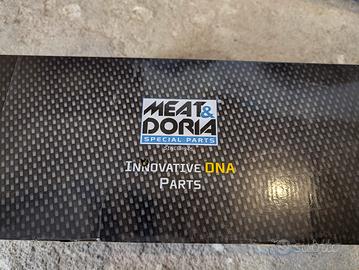 MEAT&
DORIA
SPECIAL PARTS
INNOVATIVE DNA
PARTS